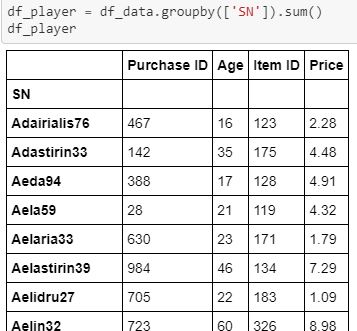 df_player = df_data.groupby(['SN']).sum()
df_player
Purchase ID Age Item ID Price
SN
Adairialis76 467 16 123 2.28
Adastirin33 142 35 175 4.48
Aeda94 388 17 128 4.91
Aela59 28 21 119 4.32
Aelaria33 630 23 171 1.79
Aelastirin39 984 46 134 7.29
Aelidru27 705 22 183 1.09
Aelin32 723 60 326 8.98